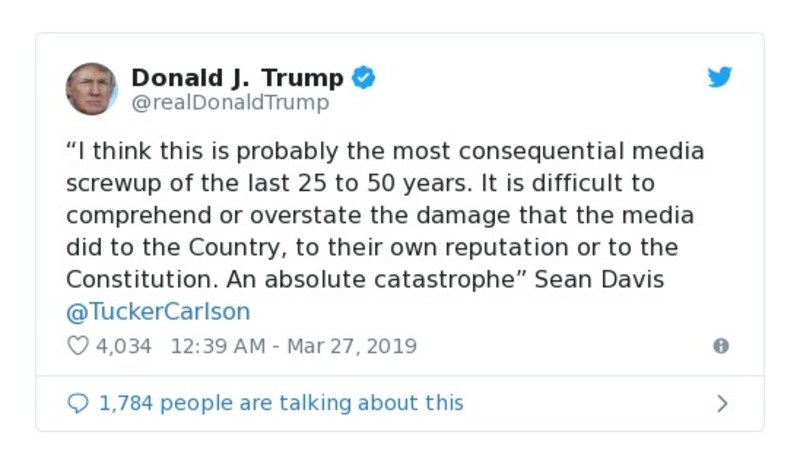 Donald J. Trump
@realDonaldTrump
“I think this is probably the most consequential media
screwup of the last 25 to 50 years. It is difficult to
comprehend or overstate the damage that the media
did to the Country, to their own reputation or to the
Constitution. An absolute catastrophe” Sean Davis
@TuckerCarlson
4,034 12:39 AM - Mar 27, 2019
1,784 people are talking about this